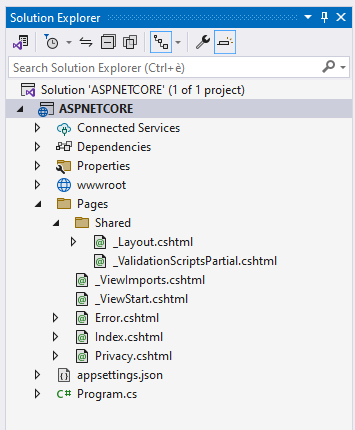 Solution Explorer
Search Solution Explorer (Ctrl+è)
Solution 'ASPNETCORE' (1 of 1 project)
ASPNETCORE
Connected Services
Dependencies
Properties
wwwroot
Pages
Shared
_Layout.cshtml
_ValidationScriptsPartial.cshtml
_ViewImports.cshtml
_ViewStart.cshtml
Error.cshtml
Index.cshtml
Privacy.cshtml
appsettings.json
C# Program.cs